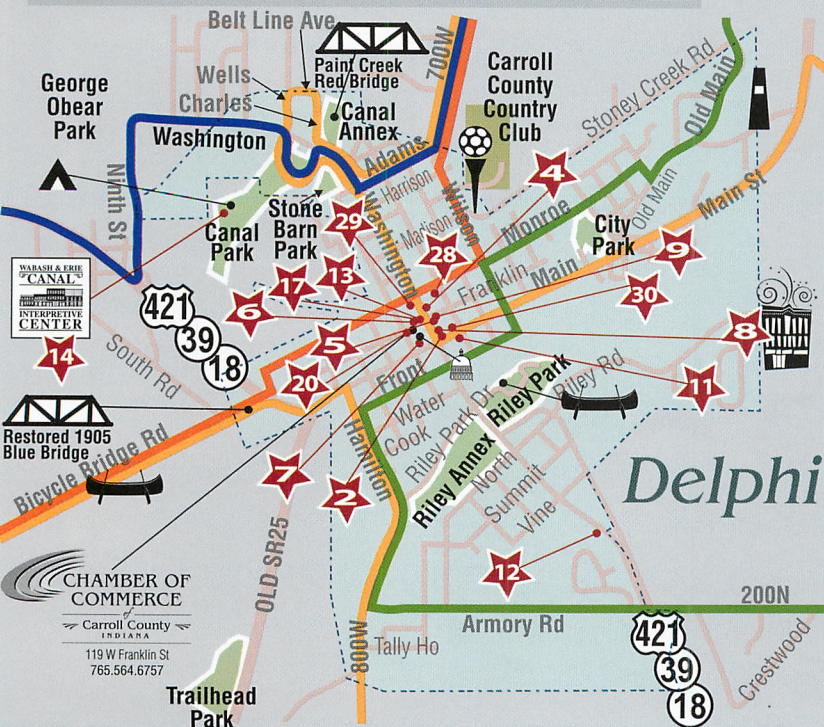 Belt Line Ave
Paint Creek
Red Bridge
700W
Carroll
County
Country
Club
Stoney Creek Rd
Old Main
George
Obear
Park
Wells
Charles
Canal
Annex
Washington
Adams
Harrison
Wilson
4
Ninth St
Stone
Barn
Park
Canal
Park
29
Washington
Madison
28
Monroe
Old Main
Main St
City
Park
9
WABASH & ERIE
"CANAL"
INTERPRETIVE
CENTER
14
421
39
18
17
13
6
Franklin
Main
30
8
South Rd
5
20
Front
11
Restored 1905
Blue Bridge
Bicycle Bridge Rd
Hamilton
Water
Cook
Riley Park Dr
Riley Park
Riley Rd
Riley Annex
North
Summit
Vine
Delphi
7
2
12
OLD SR25
CHAMBER OF
COMMERCE
of
Carroll County
INDIANA
119 W Franklin St
765.564.6757
800W
Tally Ho
Armory Rd
200N
421
39
18
Crestwood
Trailhead
Park